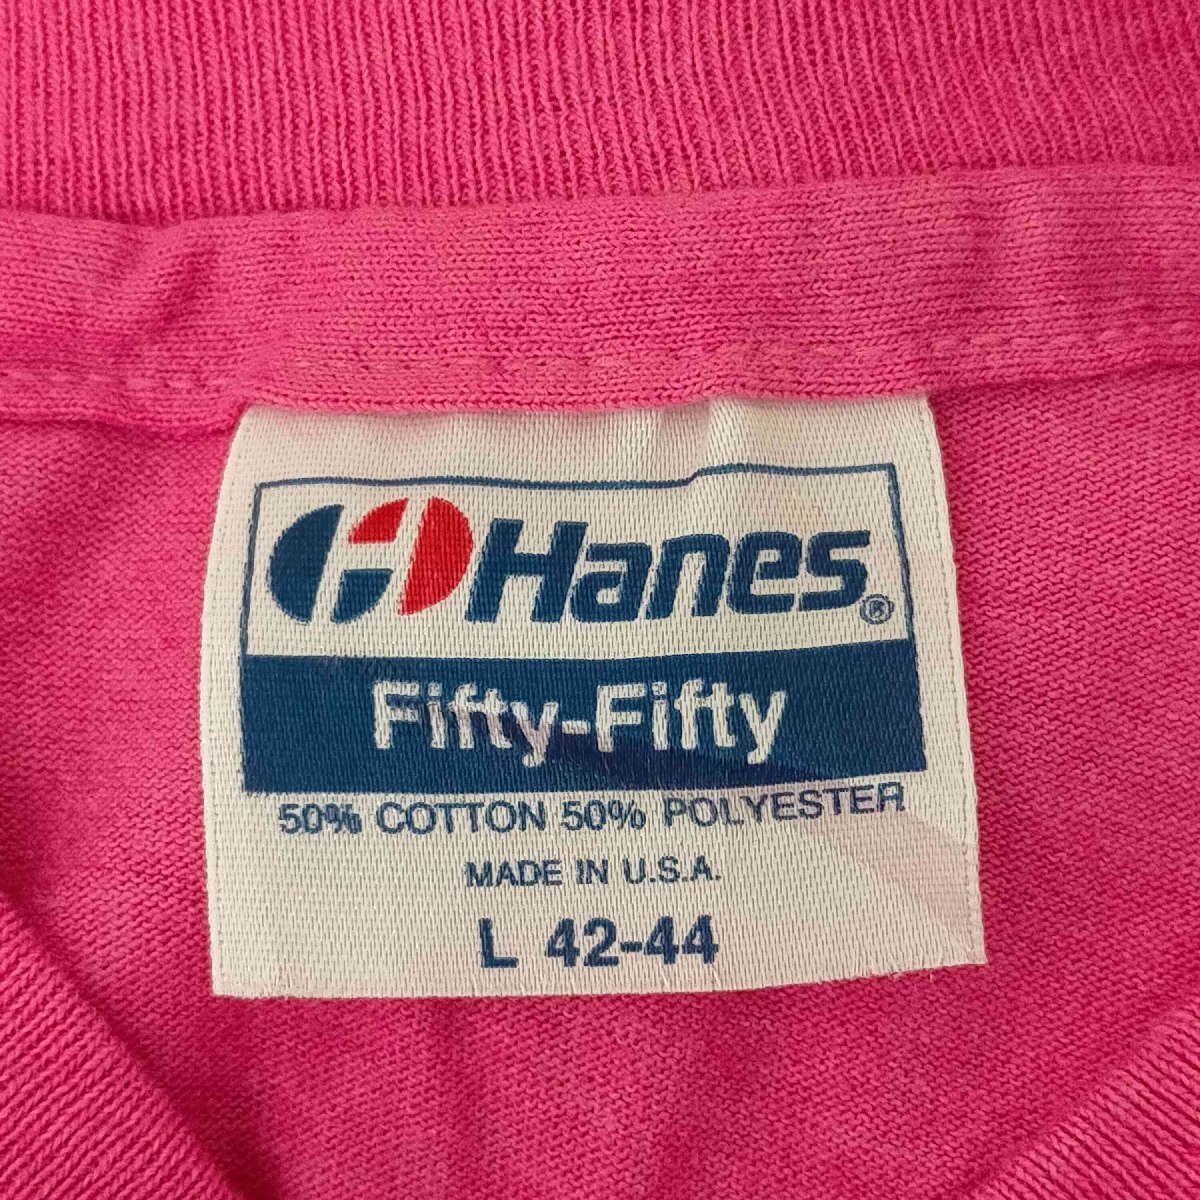 Hanes®
Fifty-Fifty
50% COTTON 50% POLYESTER
MADE IN U.S.A.
L 42-44